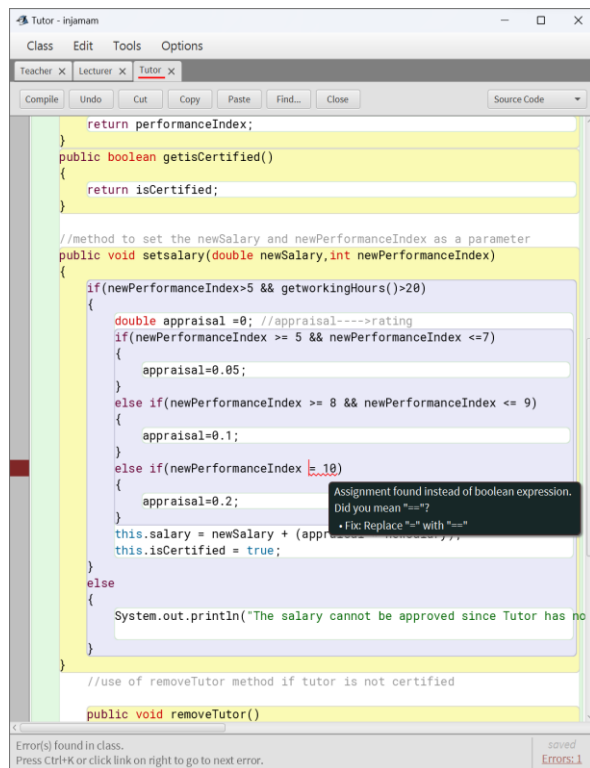 Tutor - injamam
Class Edit Tools Options
Teacher X Lecturer X Tutor X
Compile Undo Cut Copy Paste Find... Close Source Code
return performanceIndex;
}
public boolean getisCertified()
{
return isCertified;
}
//method to set the newSalary and newPerformanceIndex as a parameter
public void setsalary(double newSalary,int newPerformanceIndex)
{
if(newPerformanceIndex>5 && getworkingHours()>20)
{
double appraisal =0; //appraisal---->rating
if(newPerformanceIndex >= 5 && newPerformanceIndex <=7)
{
appraisal=0.05;
}
else if(newPerformanceIndex >= 8 && newPerformanceIndex <= 9)
{
appraisal=0.1;
}
else if(newPerformanceIndex = 10)
{
Assignment found instead of boolean expression.
appraisal=0.2;
Did you mean "=="?
}
• Fix: Replace "=" with "=="
this.salary = newSalary + (
this.isCertified = true;
}
else
{
System.out.println("The salary cannot be approved since Tutor has no
}
}
//use of removeTutor method if tutor is not certified
public void removeTutor()
Error(s) found in class.
Press Ctrl+K or click link on right to go to next error.
saved
Errors: 1